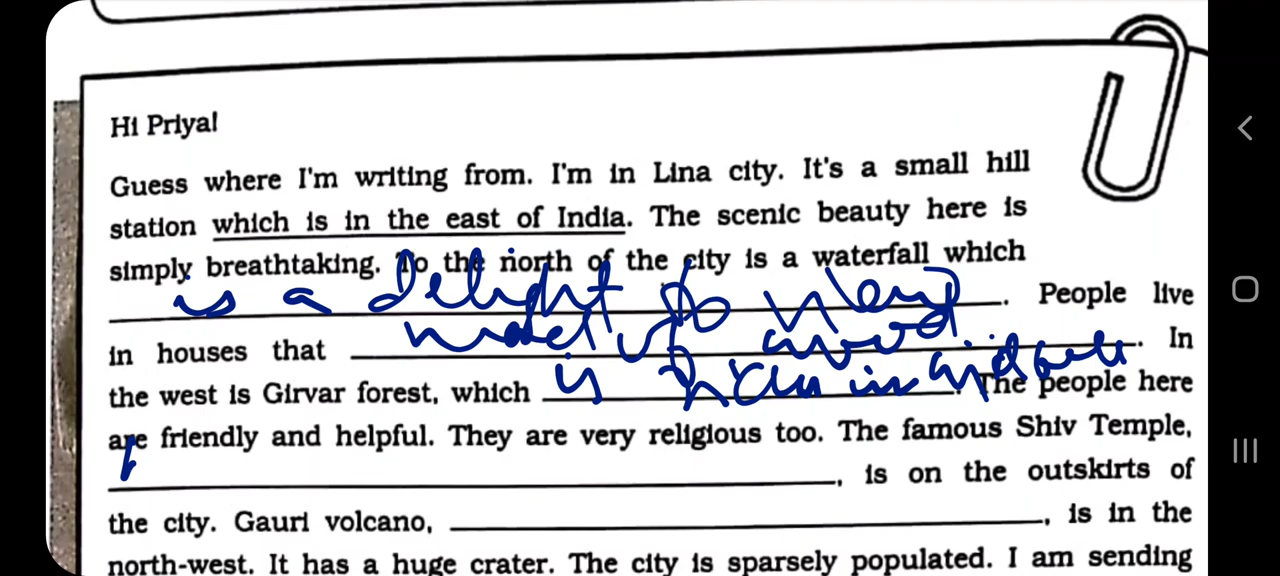 Hi Priya!
Guess where I'm writing from. I'm in Lina city. It's a small hill
station which is in the east of India. The scenic beauty here is
simply breathtaking. To the north of the city is a waterfall which
is a delight to . People live
in houses that made of wood . In
the west is Girvar forest, which is in . The people here
are friendly and helpful. They are very religious too. The famous Shiv Temple,
, is on the outskirts of
the city. Gauri volcano, , is in the
north-west. It has a huge crater. The city is sparsely populated. I am sending